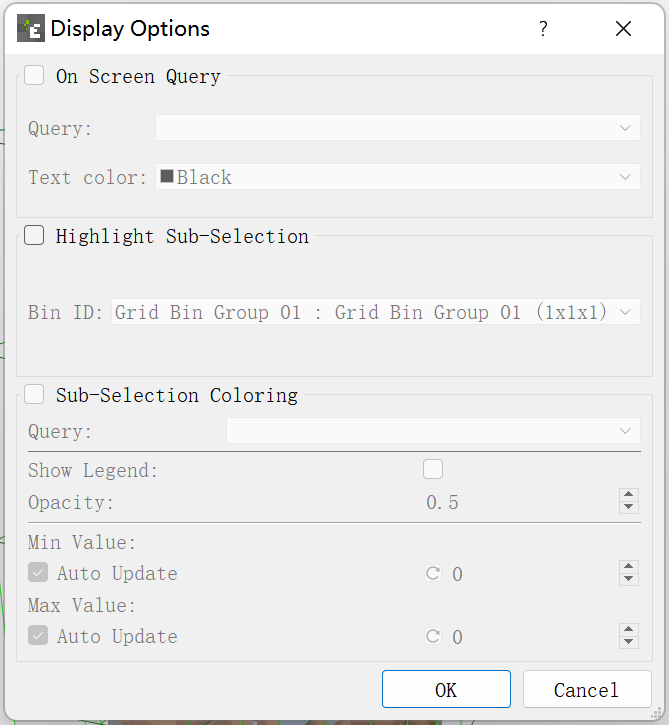 Display Options ?
On Screen Query
Query:
Text color: Black
Highlight Sub-Selection
Bin ID: Grid Bin Group 01 : Grid Bin Group 01 (1x1x1)
Sub-Selection Coloring
Query:
Show Legend:
Opacity: 0.5
Min Value:
Auto Update 0
Max Value:
Auto Update 0
OK Cancel